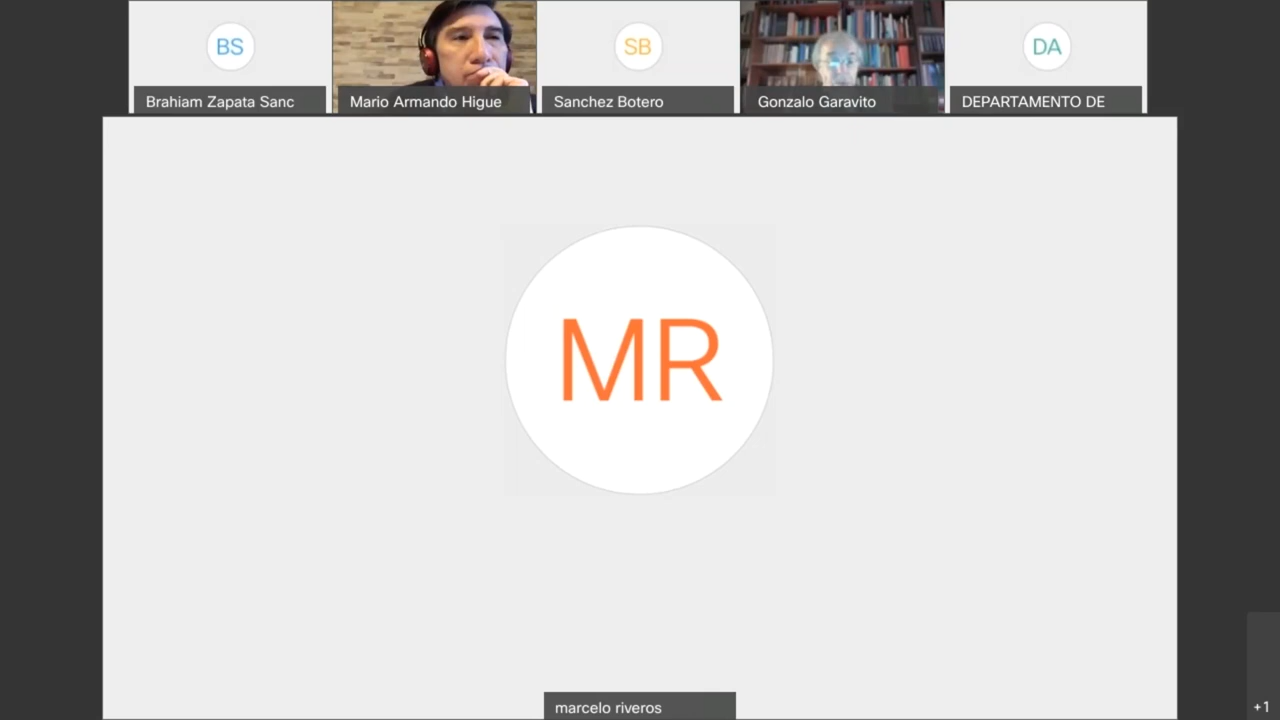 BS
SB
DA
Brahiam Zapata Sanc
Mario Armando Higue
Sanchez Botero
Gonzalo Garavito
DEPARTAMENTO DE
MR
marcelo riveros
+1